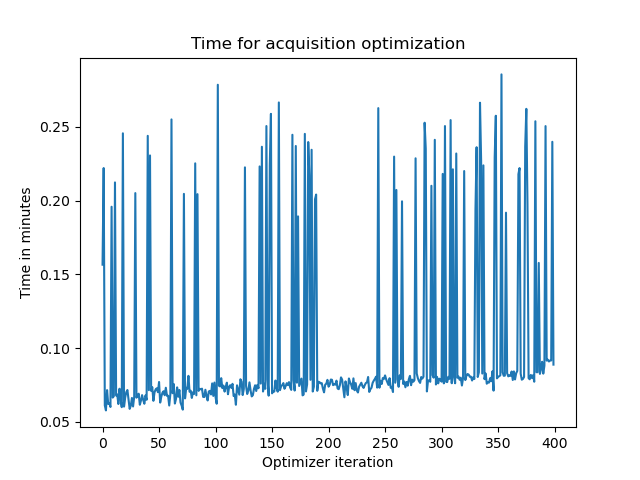 Time for acquisition optimization
Time in minutes
0.25
0.20
0.15
0.10
0.05
0 50 100 150 200 250 300 350 400
Optimizer iteration